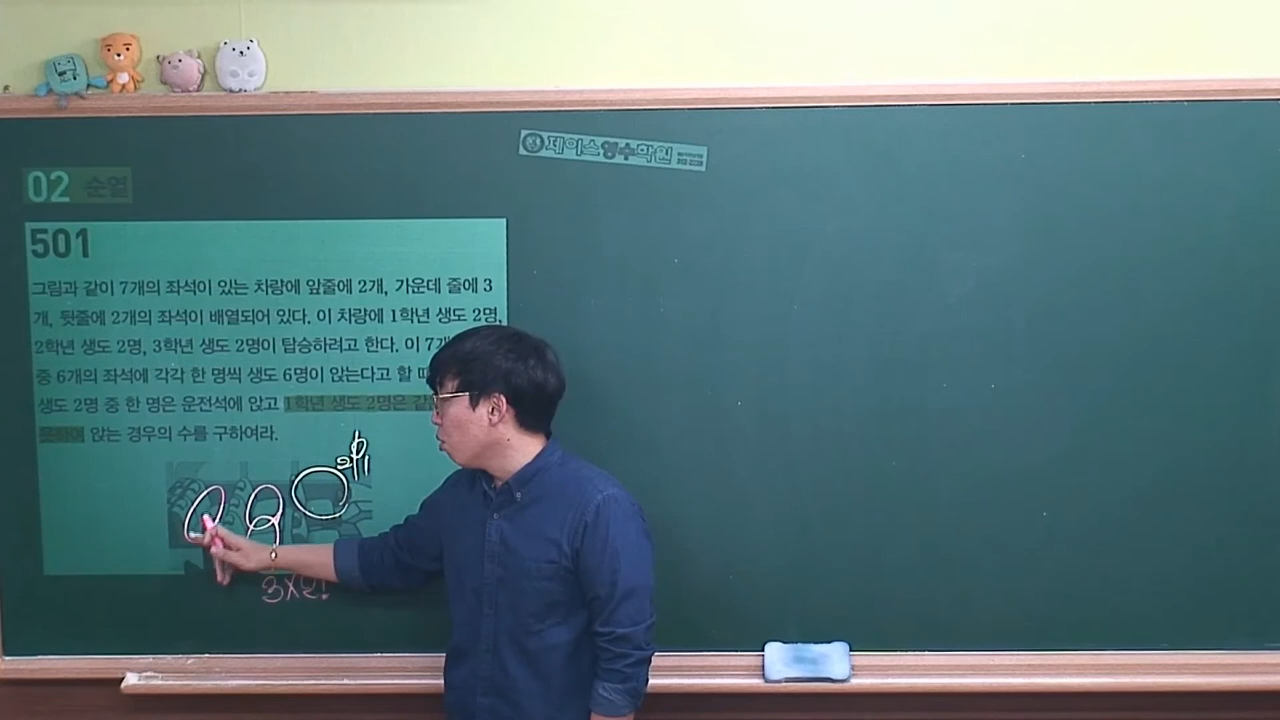 제이스영수학원
02 순열
501
그림과 같이 7개의 좌석이 있는 차량에 앞줄에 2개, 가운데 줄에 3
개, 뒷줄에 2개의 좌석이 배열되어 있다. 이 차량에 1학년 생도 2명,
2학년 생도 2명, 3학년 생도 2명이 탑승하려고 한다. 이
중 6개의 좌석에 각각 한 명씩 생도 6명이 앉는다고 할
생도 2명 중 한 명은 운전석에 앉고 1학년 생도 2명은
못하여 앉는 경우의 수를 구하여라.
2P1
3×2!